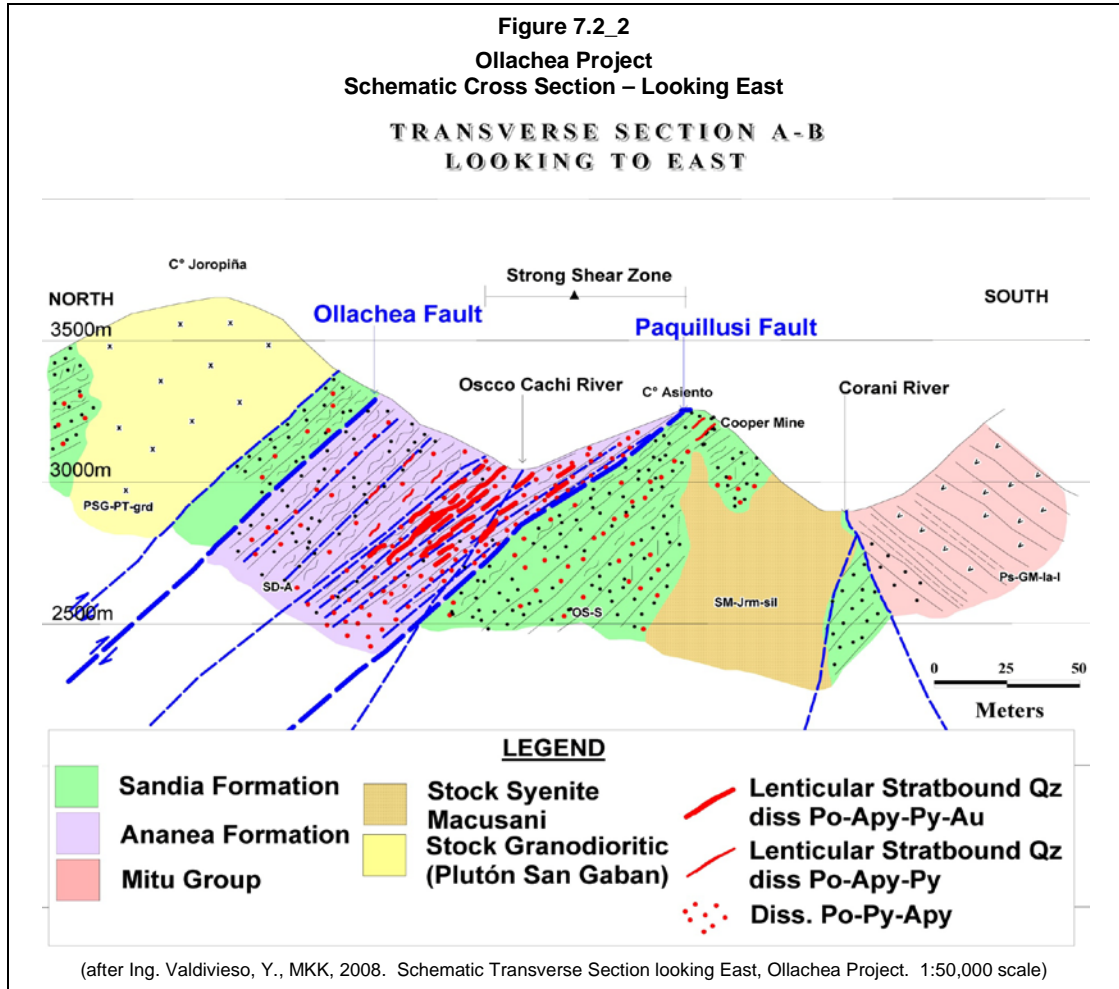 Figure 7.2_2
Ollachea Project
Schematic Cross Section – Looking East
TRANSVERSE SECTION A-B
LOOKING TO EAST
C° Joropiña
Strong Shear Zone
NORTH
SOUTH
3500m
Ollachea Fault
Paquillusi Fault
Oscco Cachi River
C° Asiento
Corani River
Cooper Mine
3000m
PSG-PT-grd
SD-A
OS-S
SM-Jrm-sil
Ps-GM-la-l
2500m
0 25 50
Meters
LEGEND
Sandia Formation
Ananea Formation
Mitu Group
Stock Syenite
Macusani
Stock Granodioritic
(Plutón San Gaban)
Lenticular Stratbound Qz
diss Po-Apy-Py-Au
Lenticular Stratbound Qz
diss Po-Apy-Py
Diss. Po-Py-Apy
(after Ing. Valdivieso, Y., MKK, 2008. Schematic Transverse Section looking East, Ollachea Project. 1:50,000 scale)